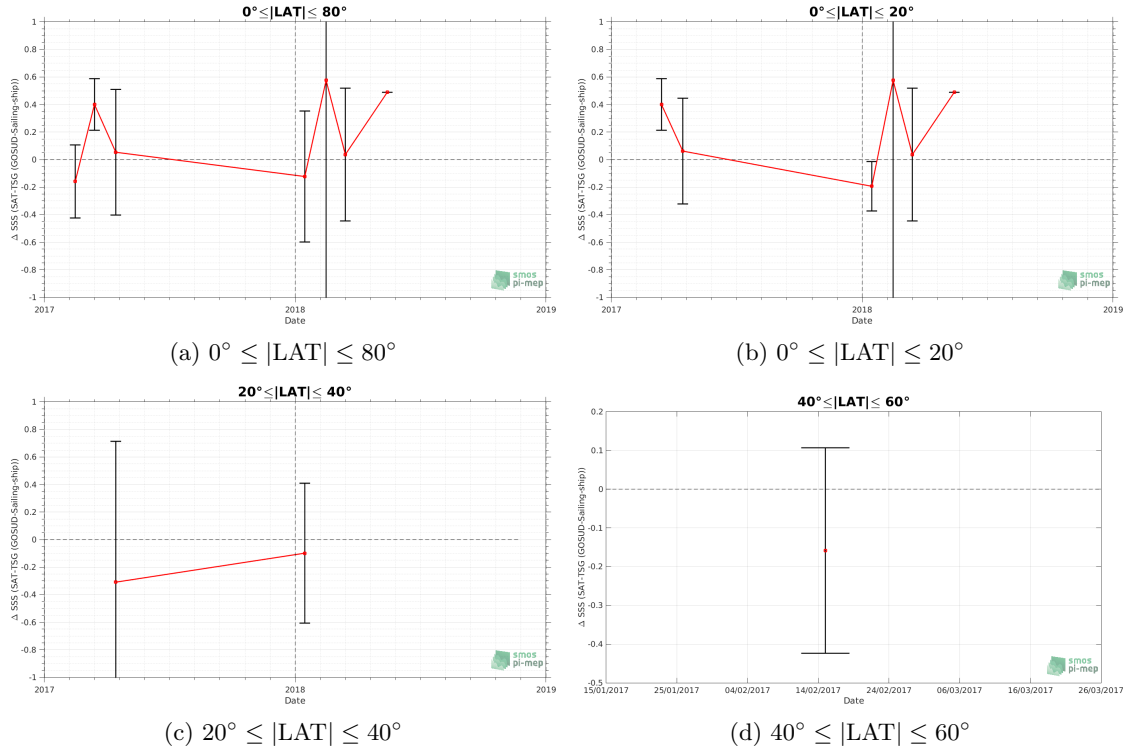 0°≤|LAT|≤ 80°
1
0.8
0.6
0.4
0.2
0
-0.2
-0.4
-0.6
-0.8
-1
Δ SSS (SAT-TSG (GOSUD-Sailing-ship))
2017
2018
2019
Date
smos
pi-mep
(a) 0° ≤ |LAT| ≤ 80°
0°≤|LAT|≤ 20°
1
0.8
0.6
0.4
0.2
0
-0.2
-0.4
-0.6
-0.8
-1
Δ SSS (SAT-TSG (GOSUD-Sailing-ship))
2017
2018
2019
Date
smos
pi-mep
(b) 0° ≤ |LAT| ≤ 20°
20°≤|LAT|≤ 40°
1
0.8
0.6
0.4
0.2
0
-0.2
-0.4
-0.6
-0.8
-1
Δ SSS (SAT-TSG (GOSUD-Sailing-ship))
2017
2018
2019
Date
smos
pi-mep
(c) 20° ≤ |LAT| ≤ 40°
40°≤|LAT|≤ 60°
0.2
0.1
0
-0.1
-0.2
-0.3
-0.4
-0.5
Δ SSS (SAT-TSG (GOSUD-Sailing-ship))
15/01/2017
25/01/2017
04/02/2017
14/02/2017
24/02/2017
06/03/2017
16/03/2017
26/03/2017
Date
smos
pi-mep
(d) 40° ≤ |LAT| ≤ 60°